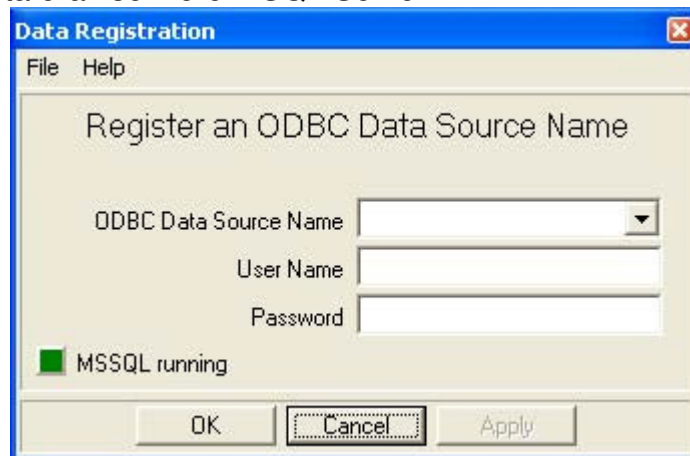 Data Registration
File Help
Register an ODBC Data Source Name
ODBC Data Source Name
User Name
Password
MSSQL running
OK Cancel Apply